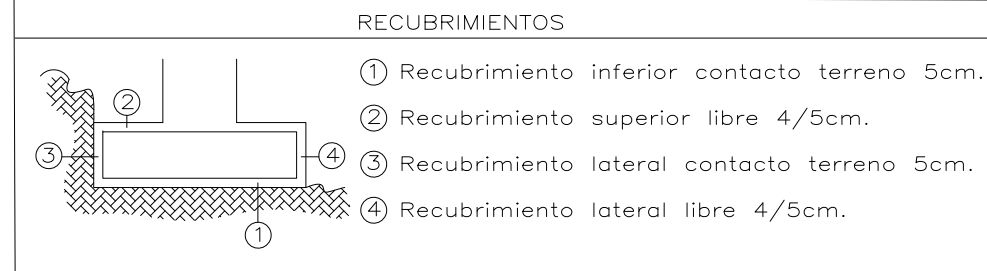 RECUBRIMIENTOS
1 Recubrimiento inferior contacto terreno 5cm.
2 Recubrimiento superior libre 4/5cm.
3 Recubrimiento lateral contacto terreno 5cm.
4 Recubrimiento lateral libre 4/5cm.
2
3
4
1